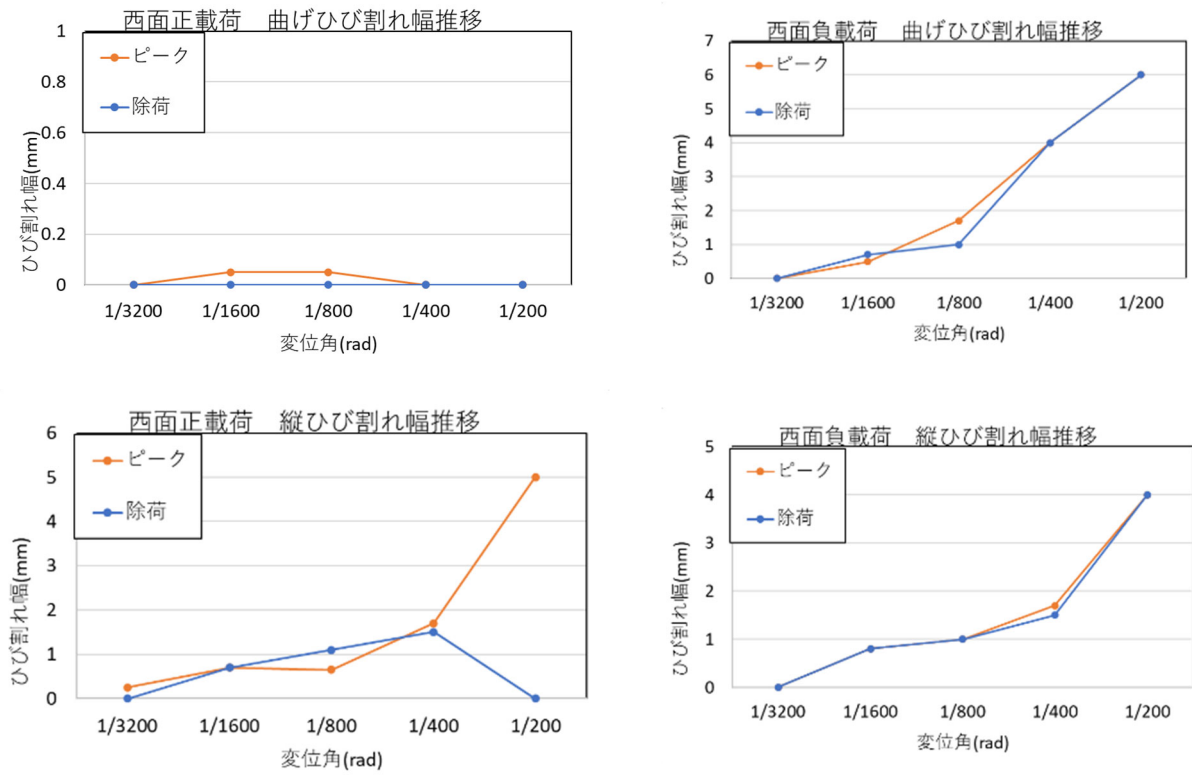 西面正載荷　曲げひび割れ幅推移
1
0.8
0.6
0.4
0.2
0
ピーク
除荷
ひび割れ幅(mm)
1/3200 1/1600 1/800 1/400 1/200
変位角(rad)
西面負載荷　曲げひび割れ幅推移
7
6
5
4
3
2
1
0
ピーク
除荷
ひび割れ幅(mm)
1/3200 1/1600 1/800 1/400 1/200
変位角(rad)
西面正載荷　縦ひび割れ幅推移
6
5
4
3
2
1
0
ピーク
除荷
ひび割れ幅(mm)
1/3200 1/1600 1/800 1/400 1/200
変位角(rad)
西面負載荷　縦ひび割れ幅推移
5
4
3
2
1
0
ピーク
除荷
ひび割れ幅(mm)
1/3200 1/1600 1/800 1/400 1/200
変位角(rad)